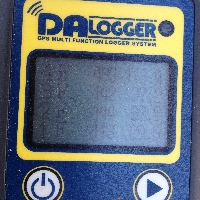 DALOGGER
GPS MULTI FUNCTION LOGGER SYSTEM